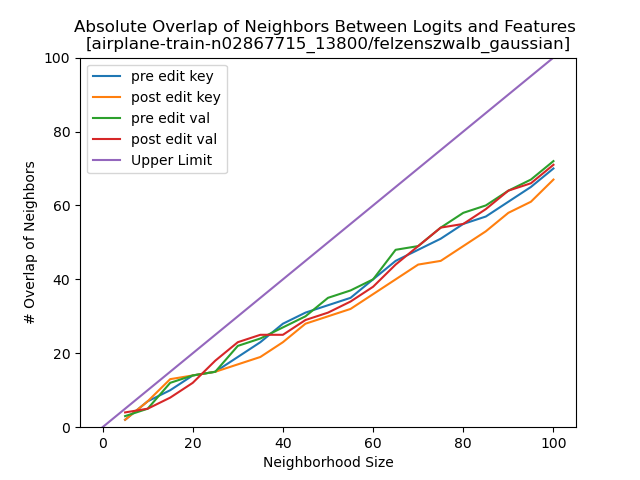 Absolute Overlap of Neighbors Between Logits and Features
[airplane-train-n02867715_13800/felzenszwalb_gaussian]
pre edit key
post edit key
pre edit val
post edit val
Upper Limit
# Overlap of Neighbors
100
80
60
40
20
0
0 20 40 60 80 100
Neighborhood Size